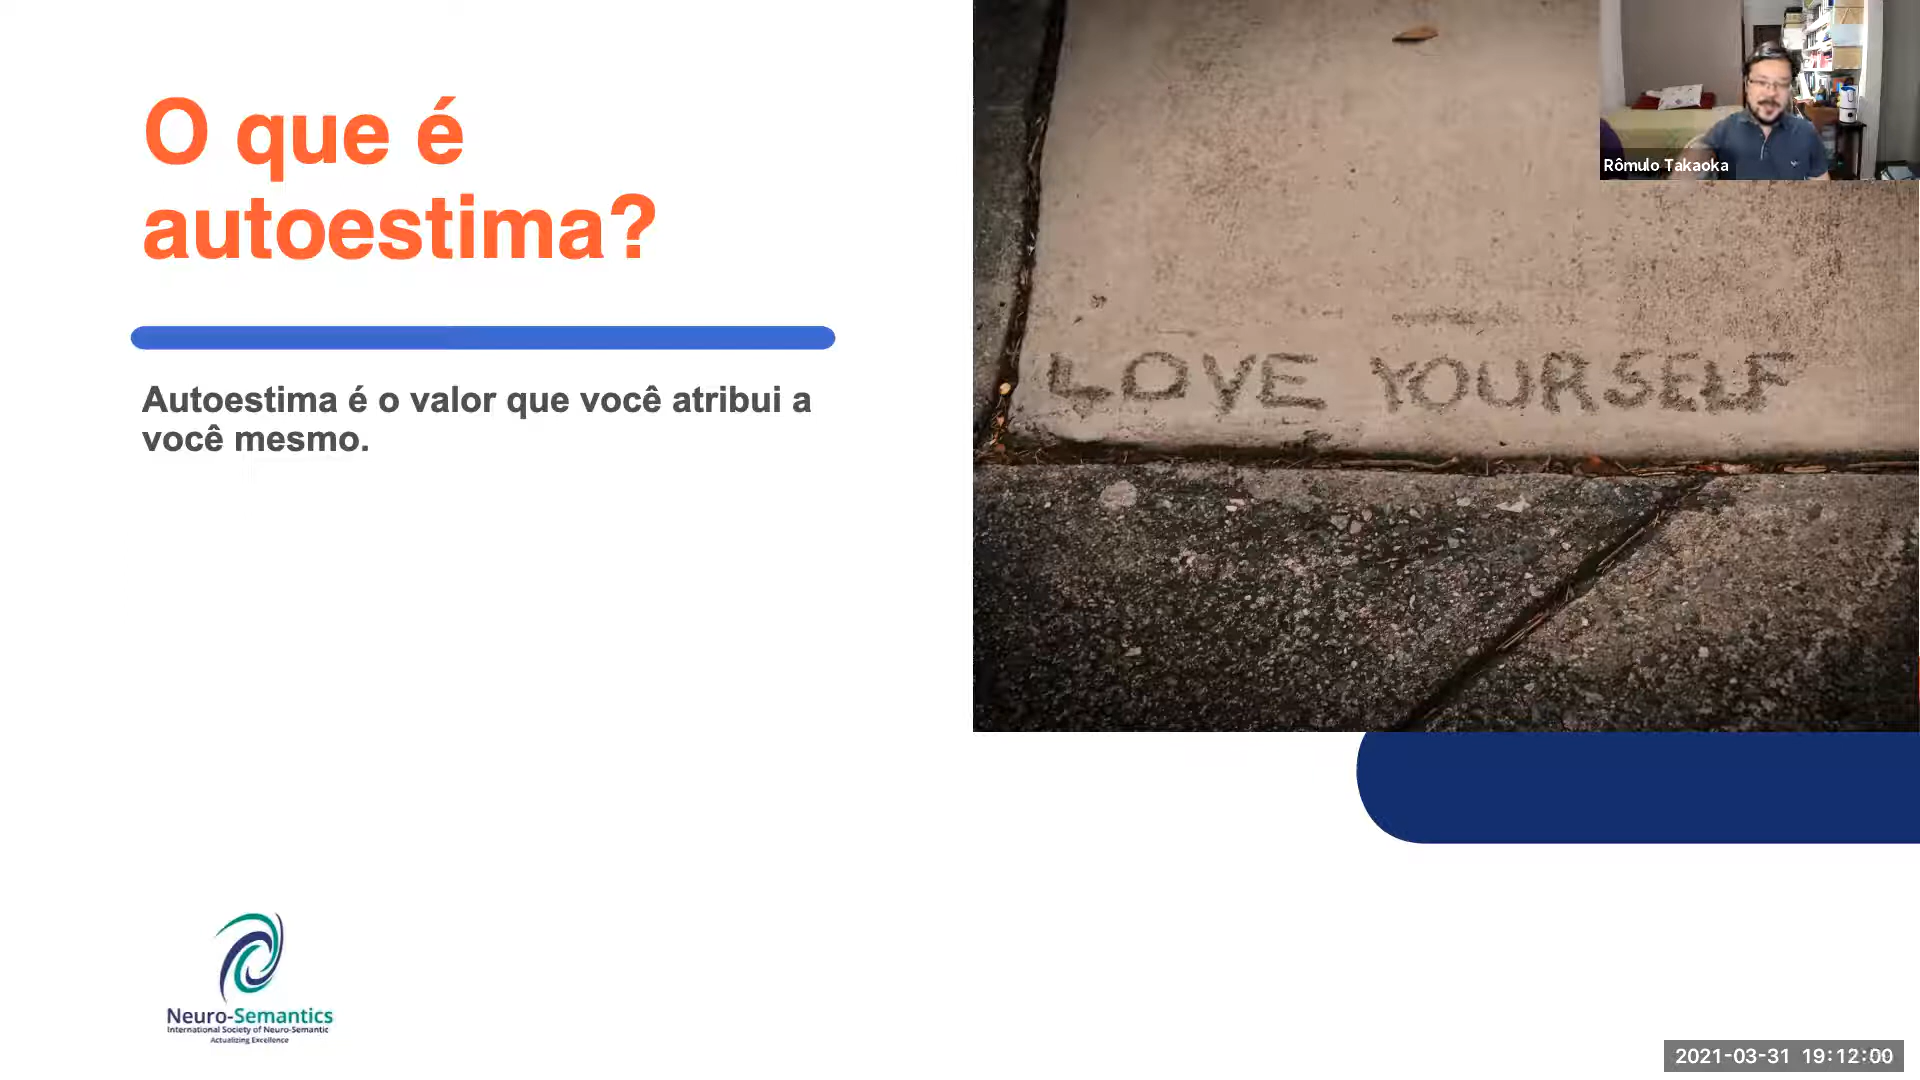 O que é
autoestima?
Autoestima é o valor que você atribui a
você mesmo.
LOVE YOURSELF
Rômulo Takaoka
Neuro-Semantics
International Society of Neuro-Semantic
Actualizing Excellence
2021-03-31 19:12:00